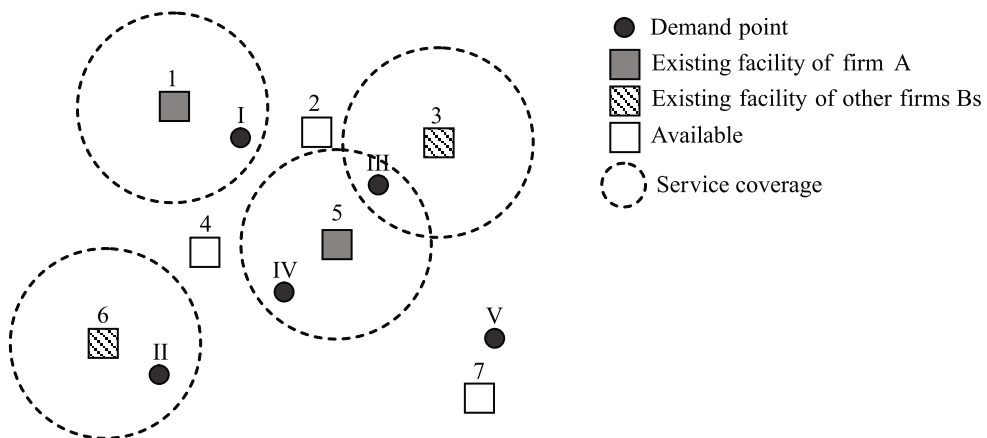 1
I
2
3
III
4
5
IV
6
II
V
7
Demand point
Existing facility of firm A
Existing facility of other firms Bs
Available
Service coverage